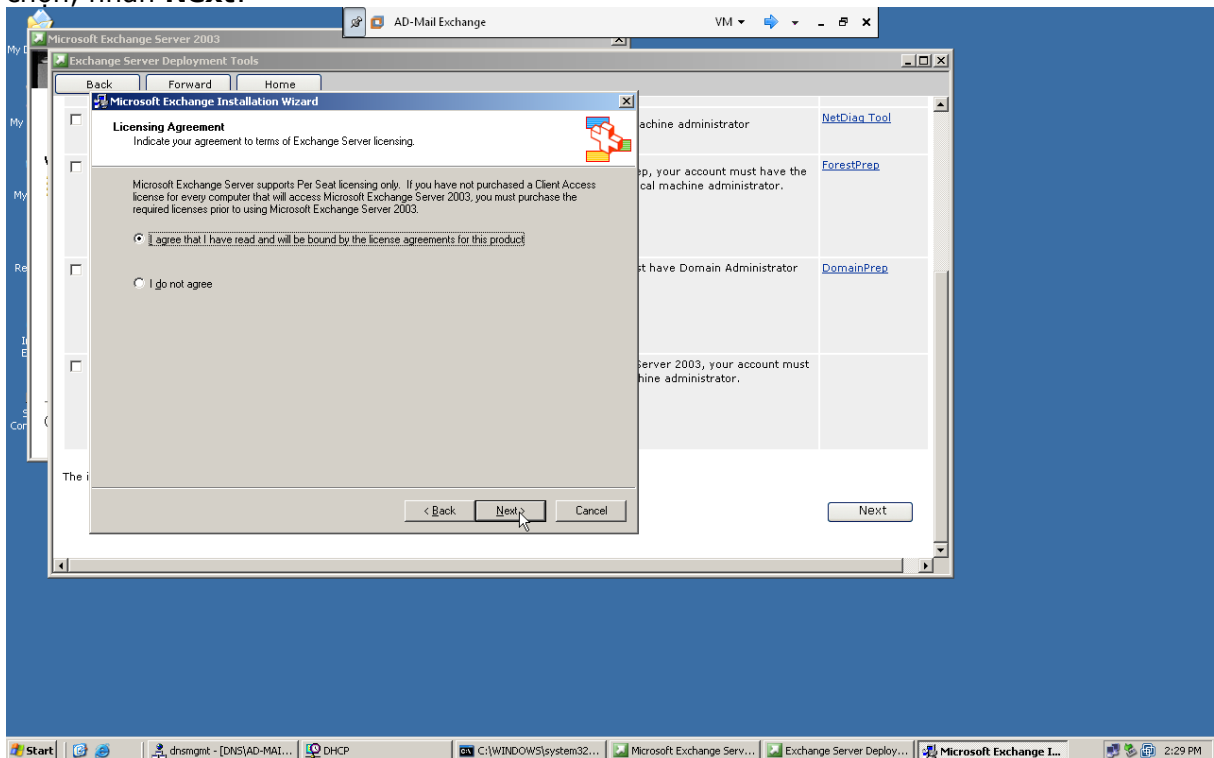 chọn, nhấn Next.
AD-Mail Exchange
VM
Microsoft Exchange Server 2003
Exchange Server Deployment Tools
Back Forward Home
Microsoft Exchange Installation Wizard
Licensing Agreement
Indicate your agreement to terms of Exchange Server licensing.
Microsoft Exchange Server supports Per Seat licensing only. If you have not purchased a Client Access
license for every computer that will access Microsoft Exchange Server 2003, you must purchase the
required licenses prior to using Microsoft Exchange Server 2003.
I agree that I have read and will be bound by the license agreements for this product
I do not agree
< Back Next > Cancel
achine administrator
NetDiag Tool
ep, your account must have the
cal machine administrator.
ForestPrep
st have Domain Administrator
DomainPrep
Server 2003, your account must
hine administrator.
The i
Next
My
My
My
Re
Start
dnsmgmt - [DNS\AD-MAI...
DHCP
C:\WINDOWS\system32...
Microsoft Exchange Serv...
Exchange Server Deploy...
Microsoft Exchange I...
2:29 PM